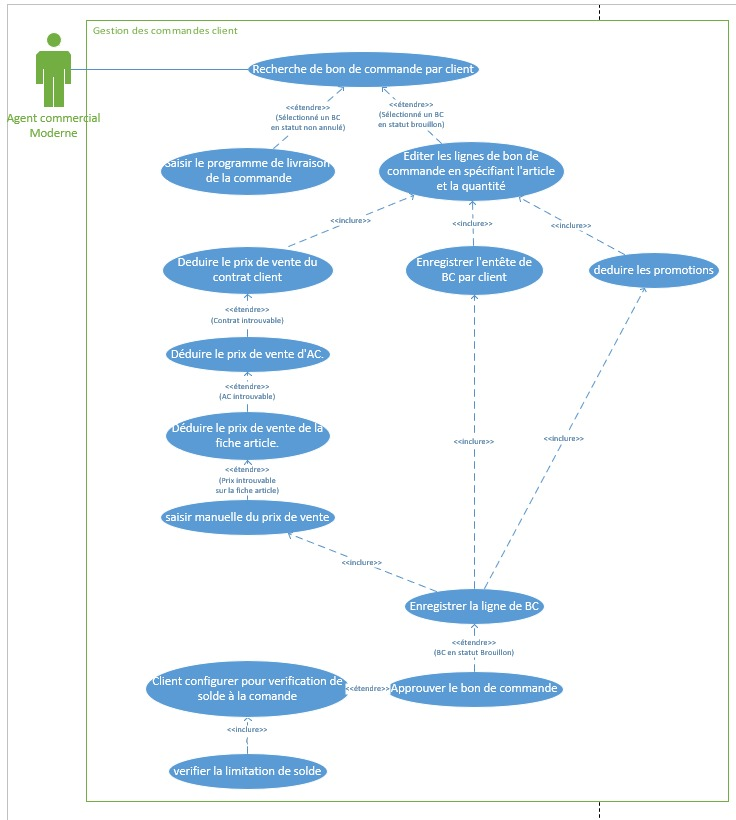 Gestion des commandes client
Agent commercial
Moderne
Recherche de bon de commande par client
<<étendre>>
(Sélectionné un BC
en statut non annulé)
<<étendre>>
(Sélectionné un BC
en statut brouillon)
Saisir le programme de livraison
de la commande
Editer les lignes de bon de
commande en spécifiant l'article
et la quantité
<<inclure>>
<<inclure>>
<<inclure>>
Deduire le prix de vente du
contrat client
Enregistrer l'entête de
BC par client
deduire les promotions
<<étendre>>
(Contrat introuvable)
Déduire le prix de vente d'AC.
<<étendre>>
(AC introuvable)
Déduire le prix de vente de la
fiche article.
<<inclure>>
<<inclure>>
<<étendre>>
(Prix introuvable
sur la fiche article)
saisir manuelle du prix de vente
<<inclure>>
Enregistrer la ligne de BC
<<étendre>>
(BC en statut Brouillon)
Client configurer pour verification de
solde à la comande
<<étendre>>
Approuver le bon de commande
<<inclure>>
(
verifier la limitation de solde